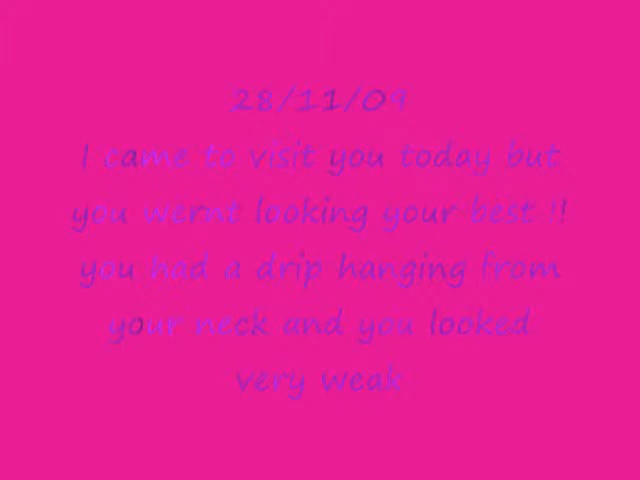 28/11/09
I came to visit you today but
you wernt looking your best !!
you had a drip hanging from
your neck and you looked
very weak